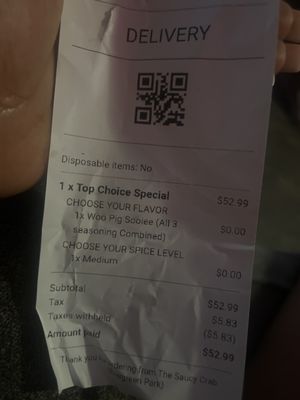 DELIVERY
Disposable items: No
1 x Top Choice Special $52.99
CHOOSE YOUR FLAVOR
1x Woo Pig Sooiee (All 3 $0.00
seasoning Combined)
CHOOSE YOUR SPICE LEVEL
1x Medium $0.00
Subtotal $52.99
Tax $5.83
Taxes withheld ($5.83)
Amount paid $52.99
Thank you ordering from The Saucy Crab
Park)